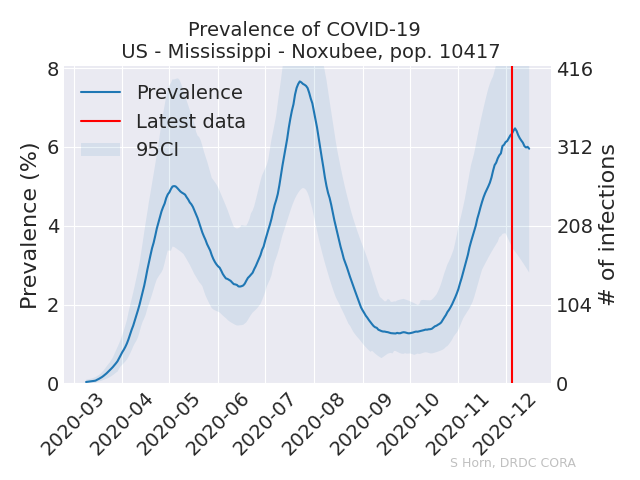 Prevalence of COVID-19
US - Mississippi - Noxubee, pop. 10417
Prevalence
Latest data
95CI
Prevalence (%)
8
6
4
2
0
416
312
208
104
0
# of infections
2020-03
2020-04
2020-05
2020-06
2020-07
2020-08
2020-09
2020-10
2020-11
2020-12
S Horn, DRDC CORA